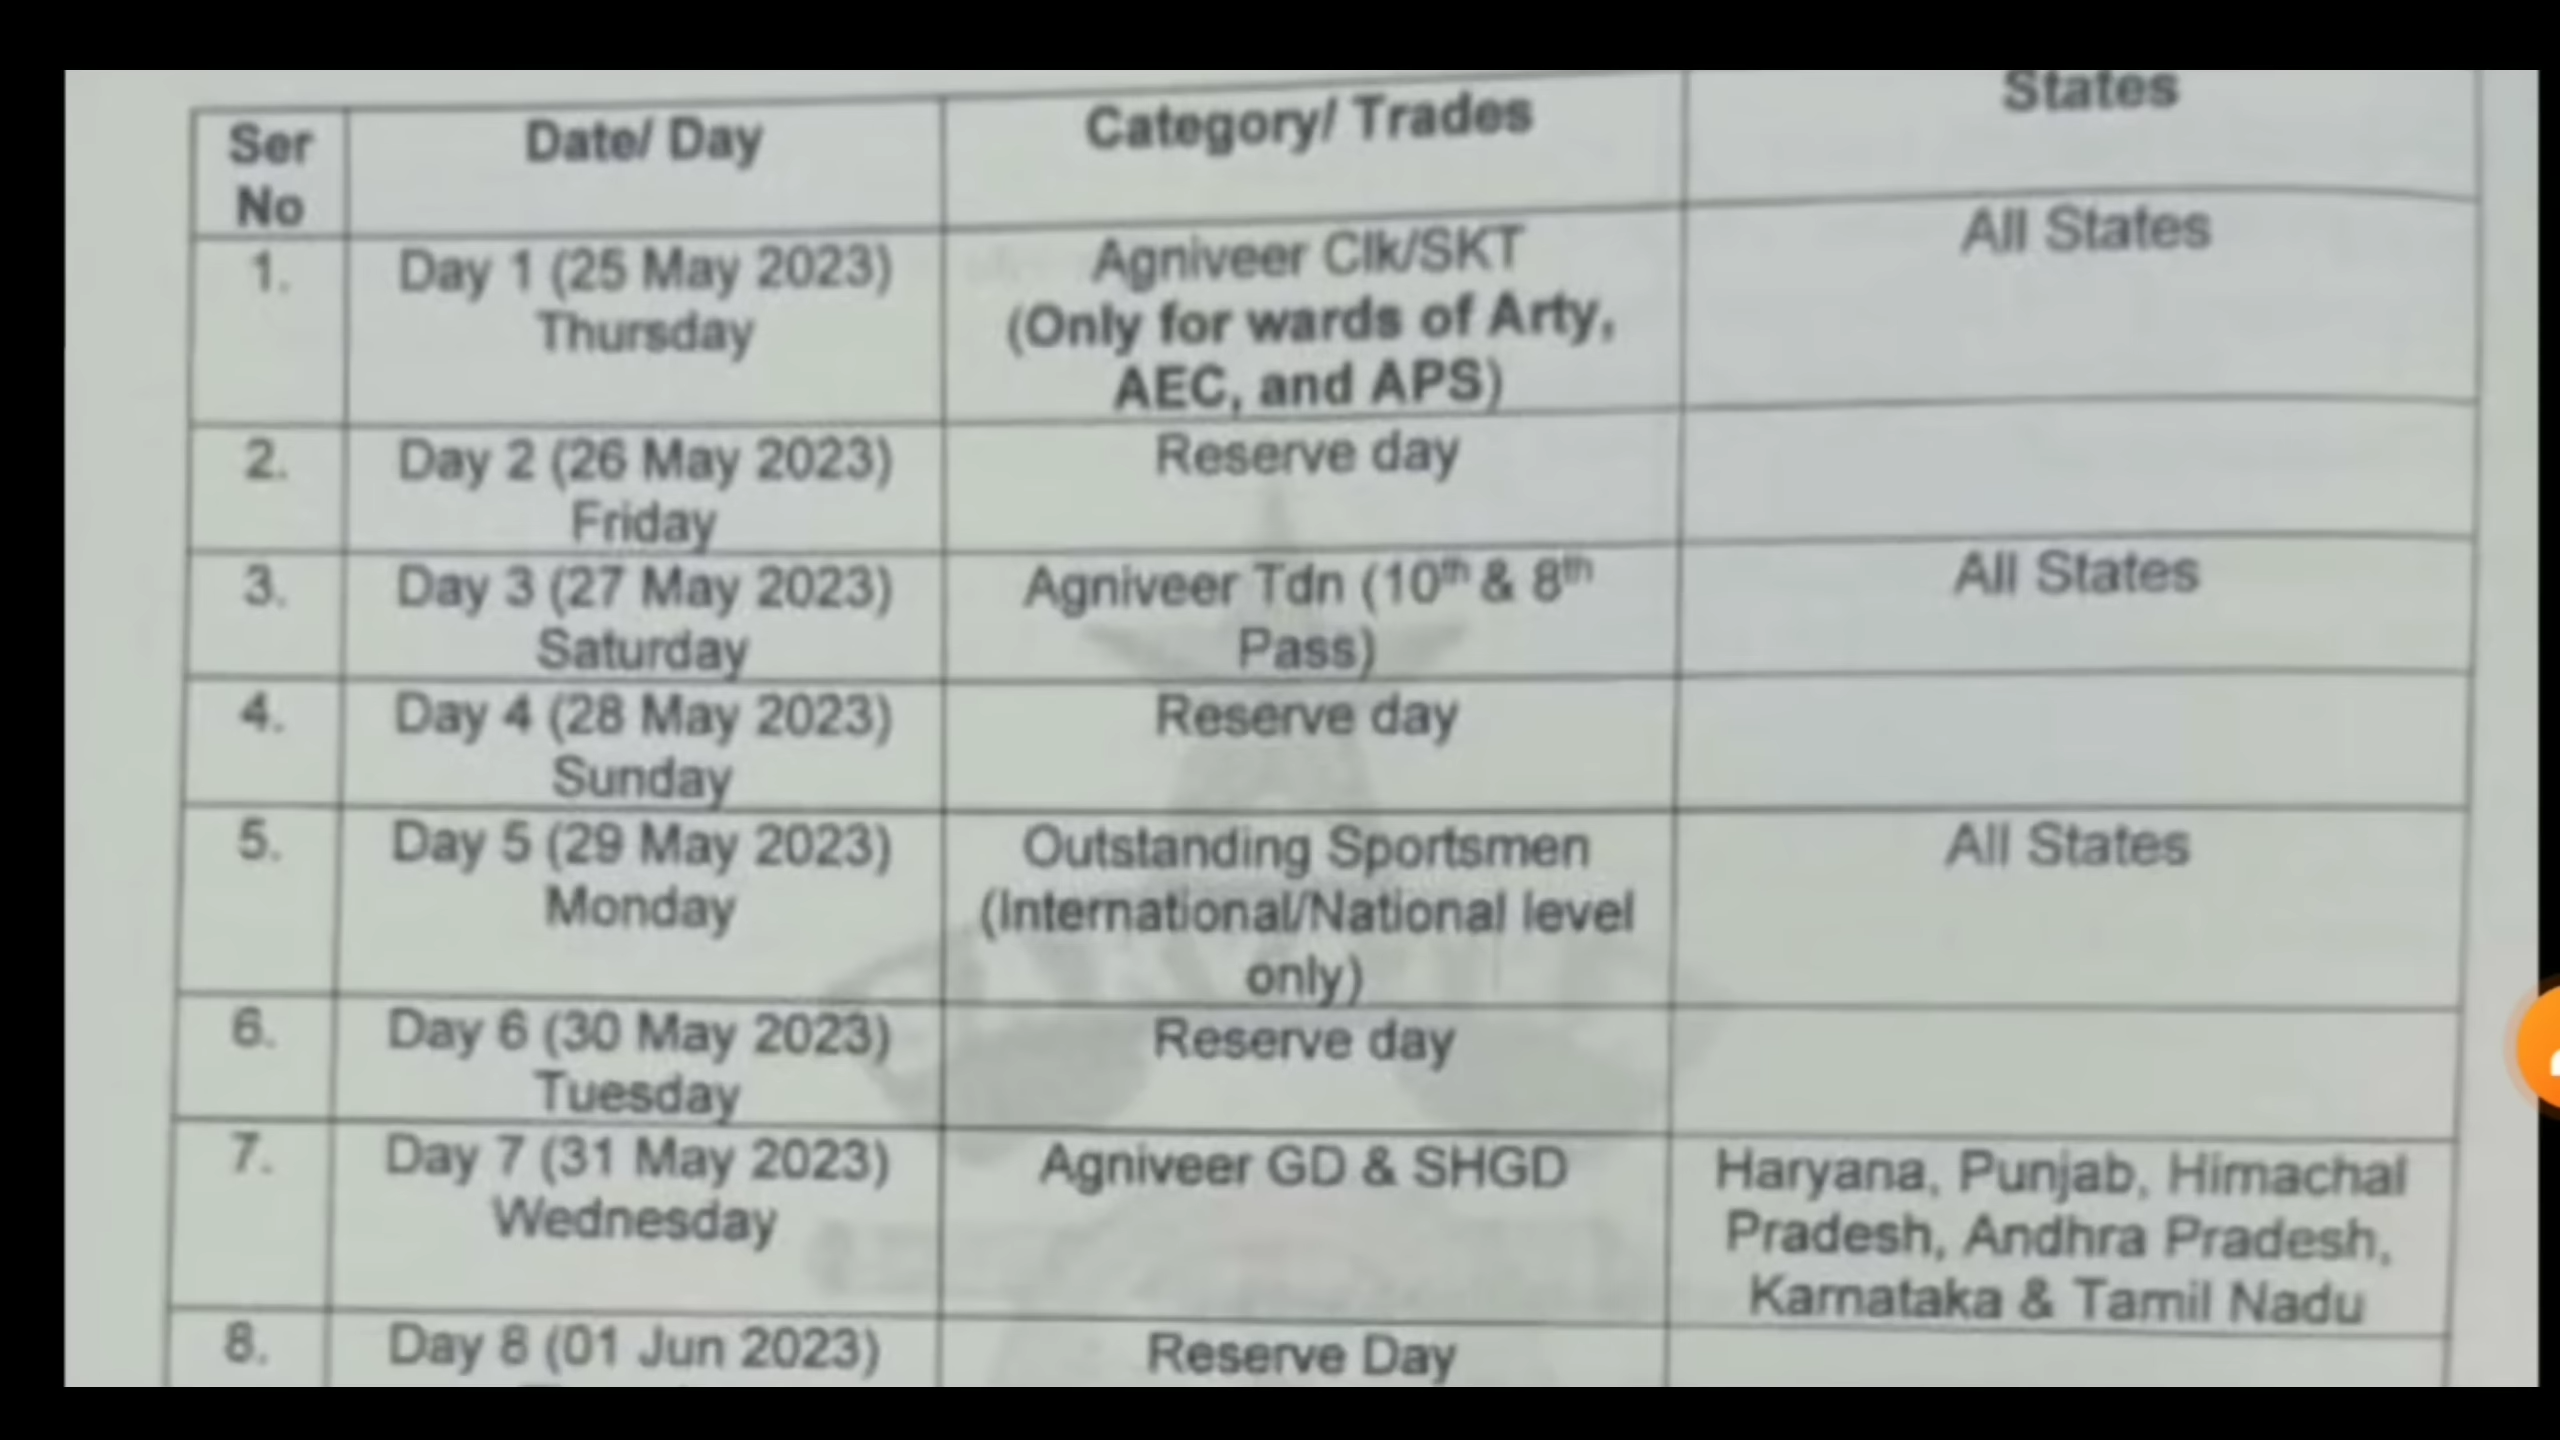 Ser No | Date/ Day | Category/ Trades | States
1. | Day 1 (25 May 2023) Thursday | Agniveer Clk/SKT (Only for wards of Arty, AEC, and APS) | All States
2. | Day 2 (26 May 2023) Friday | Reserve day |
3. | Day 3 (27 May 2023) Saturday | Agniveer Tdn (10th & 8th Pass) | All States
4. | Day 4 (28 May 2023) Sunday | Reserve day |
5. | Day 5 (29 May 2023) Monday | Outstanding Sportsmen (International/National level only) | All States
6. | Day 6 (30 May 2023) Tuesday | Reserve day |
7. | Day 7 (31 May 2023) Wednesday | Agniveer GD & SHGD | Haryana, Punjab, Himachal Pradesh, Andhra Pradesh, Karnataka & Tamil Nadu
8. | Day 8 (01 Jun 2023) | Reserve Day |